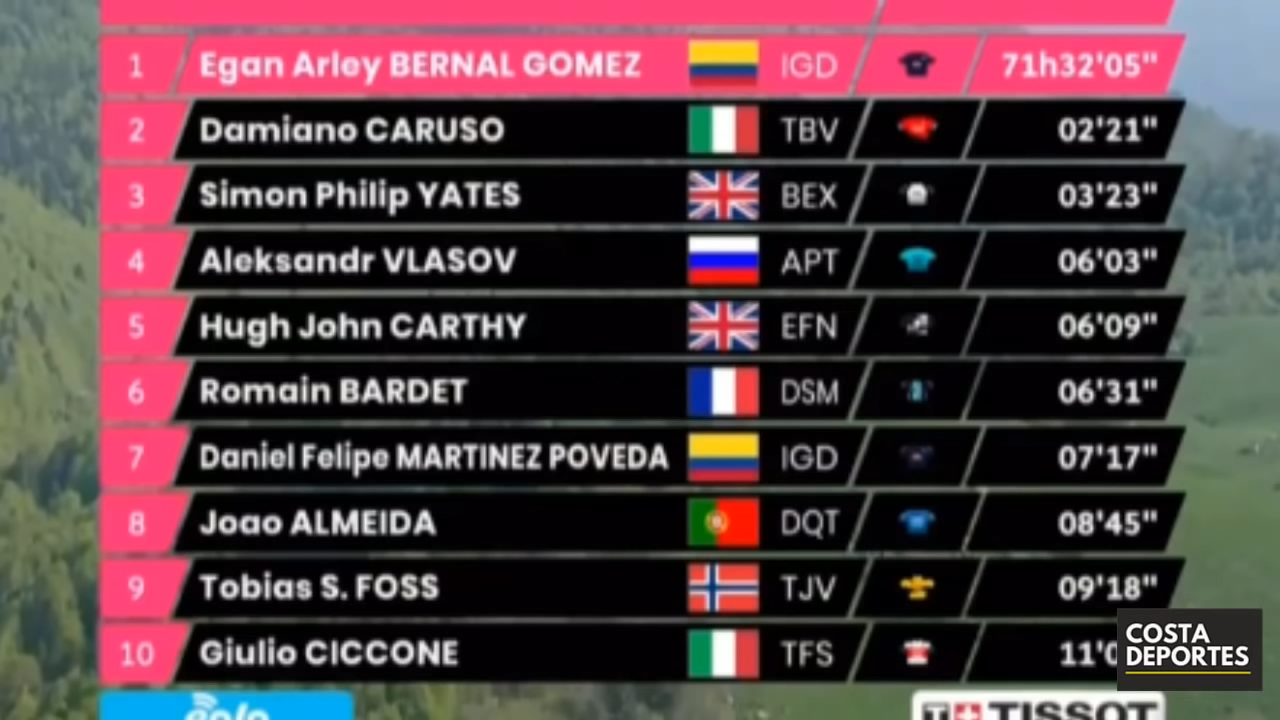 1 Egan Arley BERNAL GOMEZ IGD 71h32'05"
2 Damiano CARUSO TBV 02'21"
3 Simon Philip YATES BEX 03'23"
4 Aleksandr VLASOV APT 06'03"
5 Hugh John CARTHY EFN 06'09"
6 Romain BARDET DSM 06'31"
7 Daniel Felipe MARTINEZ POVEDA IGD 07'17"
8 Joao ALMEIDA DQT 08'45"
9 Tobias S. FOSS TJV 09'18"
10 Giulio CICCONE TFS
COSTA
DEPORTES
eolo
TISSOT